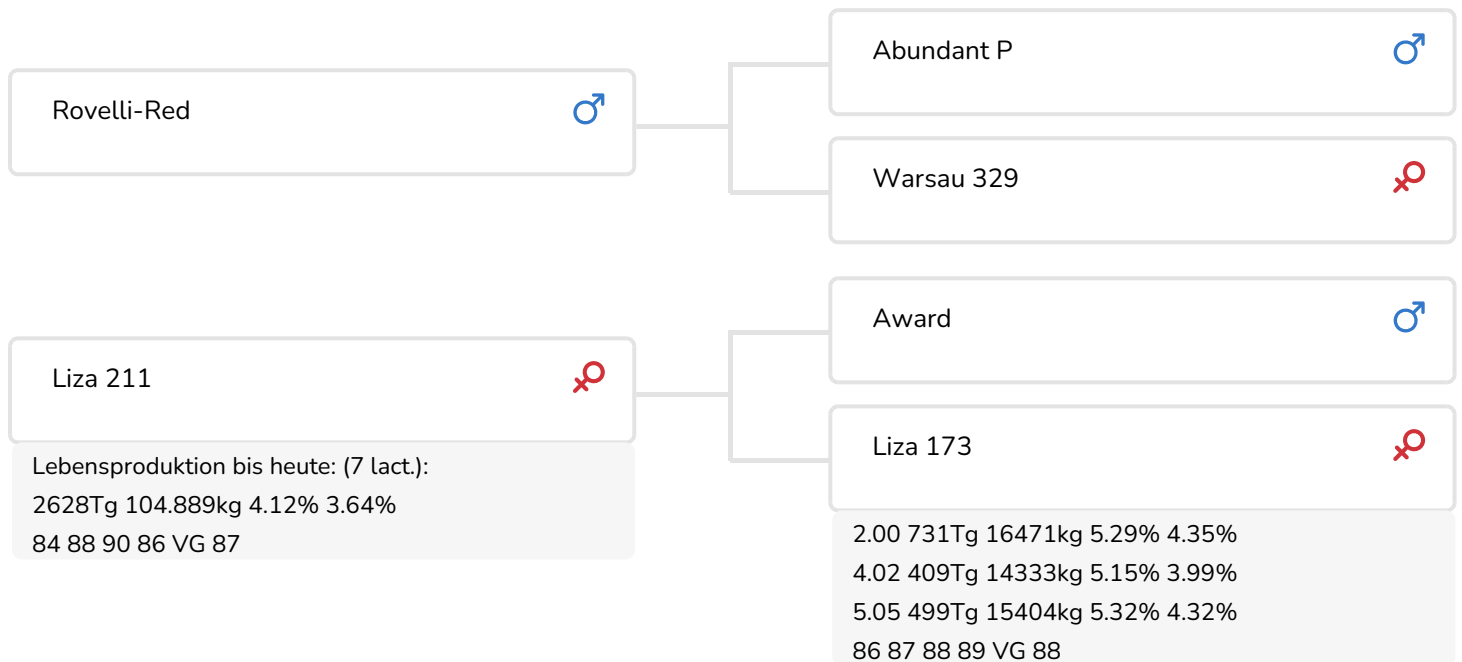 Abundant P
Rovelli-Red
Warsau 329
Award
Liza 211
Lebensproduktion bis heute: (7 lact.):
2628Tg 104.889kg 4.12% 3.64%
84 88 90 86 VG 87
Liza 173
2.00 731Tg 16471kg 5.29% 4.35%
4.02 409Tg 14333kg 5.15% 3.99%
5.05 499Tg 15404kg 5.32% 4.32%
86 87 88 89 VG 88